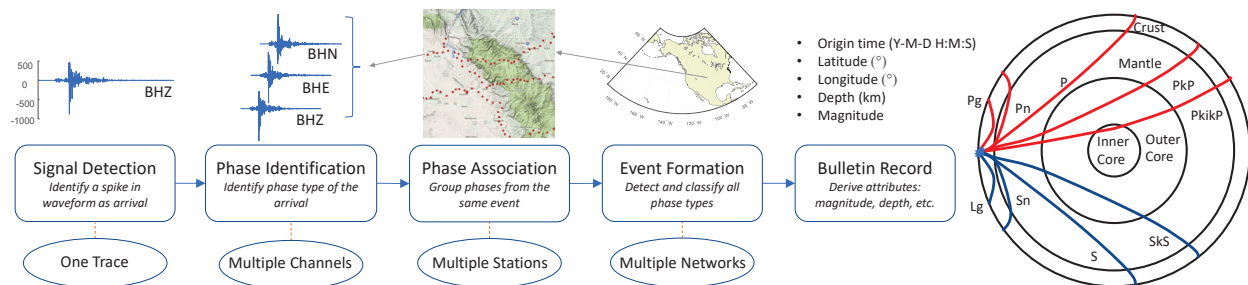 500
0
-500
-1000
BHZ
BHN
BHE
BHZ
• Origin time (Y-M-D H:M:S)
• Latitude (°)
• Longitude (°)
• Depth (km)
• Magnitude
Signal Detection
Identify a spike in
waveform as arrival
Phase Identification
Identify phase type of the
arrival
Phase Association
Group phases from the
same event
Event Formation
Detect and classify all
phase types
Bulletin Record
Derive attributes:
magnitude, depth, etc.
One Trace
Multiple Channels
Multiple Stations
Multiple Networks
Crust
Mantle
P
PkP
Pg
Pn
PkikP
Inner
Core
Outer
Core
Lg
Sn
SkS
S